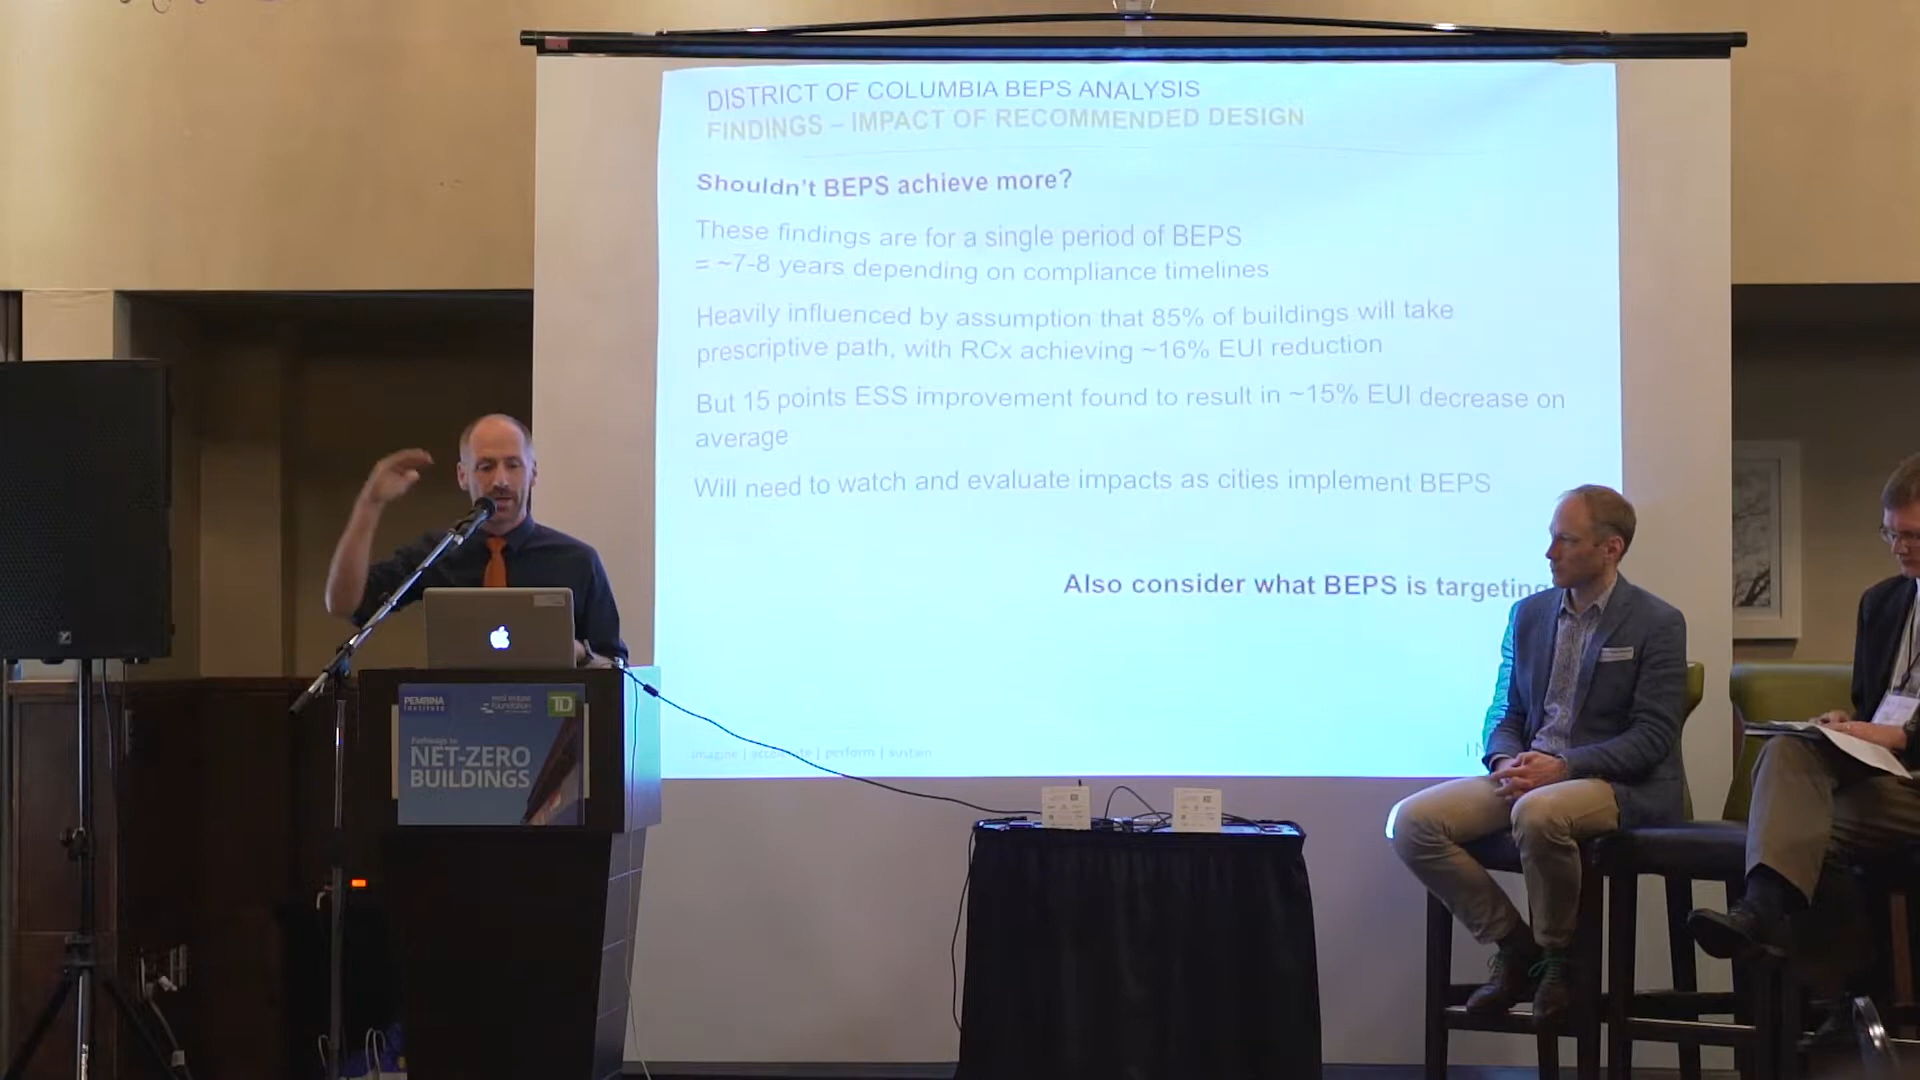 DISTRICT OF COLUMBIA BEPS ANALYSIS
FINDINGS – IMPACT OF RECOMMENDED DESIGN
Shouldn't BEPS achieve more?
These findings are for a single period of BEPS
= ~7-8 years depending on compliance timelines
Heavily influenced by assumption that 85% of buildings will take
prescriptive path, with RCx achieving ~16% EUI reduction
But 15 points ESS improvement found to result in ~15% EUI decrease on
average
Will need to watch and evaluate impacts as cities implement BEPS
Also consider what BEPS is targeting
imagine | accelerate | perform | sustain
PEMBINA
institute
real estate
foundation
TD
Pathways to
NET-ZERO
BUILDINGS